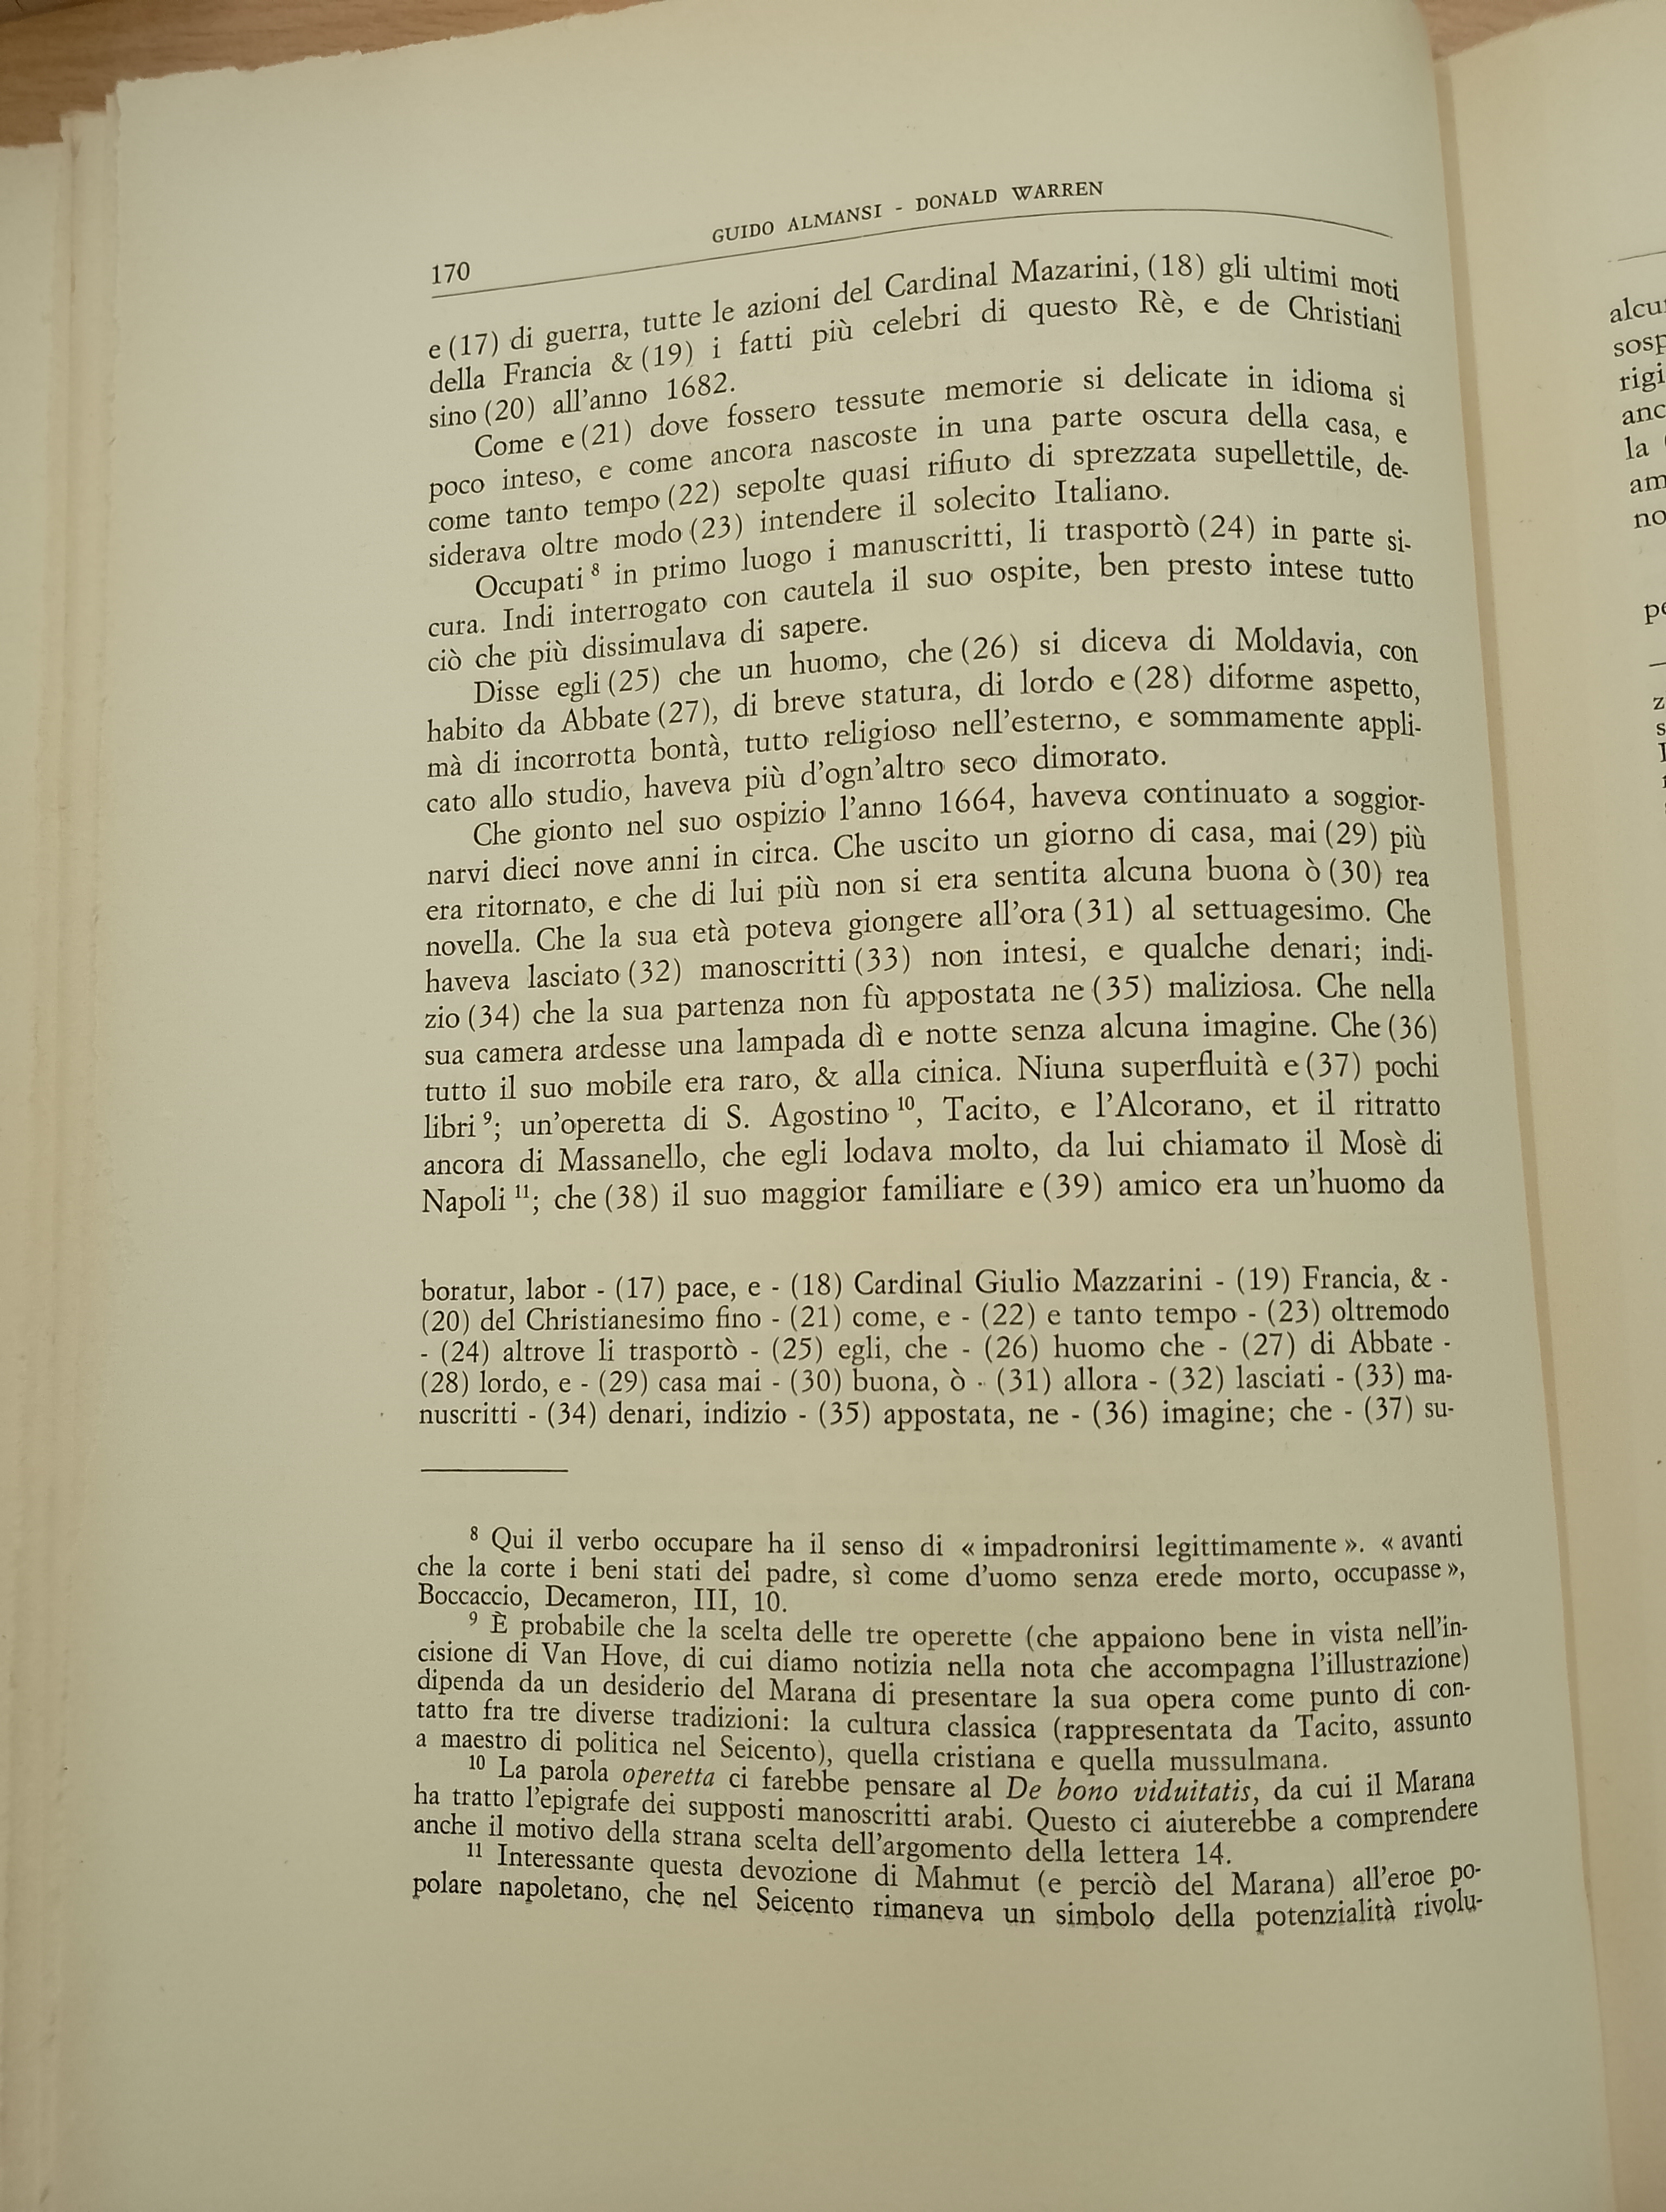 GUIDO ALMANSI - DONALD WARREN
170
e (17) di guerra, tutte le azioni del Cardinal Mazarini, (18) gli ultimi moti
della Francia & (19) i fatti più celebri di questo Rè, e de Christiani
sino (20) all'anno 1682.
Come e (21) dove fossero tessute memorie si delicate in idioma si
poco inteso, e come ancora nascoste in una parte oscura della casa, e
come tanto tempo (22) sepolte quasi rifiuto di sprezzata supellettile, de-
siderava oltre modo (23) intendere il solecito Italiano.
Occupati ⁸ in primo luogo i manuscritti, li trasportò (24) in parte si-
cura. Indi interrogato con cautela il suo ospite, ben presto intese tutto
ciò che più dissimulava di sapere.
Disse egli (25) che un huomo, che (26) si diceva di Moldavia, con
habito da Abbate (27), di breve statura, di lordo e (28) diforme aspetto,
mà di incorrotta bontà, tutto religioso nell'esterno, e sommamente appli-
cato allo studio, haveva più d'ogn'altro seco dimorato.
Che gionto nel suo ospizio l'anno 1664, haveva continuato a soggior-
narvi dieci nove anni in circa. Che uscito un giorno di casa, mai (29) più
era ritornato, e che di lui più non si era sentita alcuna buona ò (30) rea
novella. Che la sua età poteva giongere all'ora (31) al settuagesimo. Che
haveva lasciato (32) manoscritti (33) non intesi, e qualche denari; indi-
zio (34) che la sua partenza non fù appostata ne (35) maliziosa. Che nella
sua camera ardesse una lampada dì e notte senza alcuna imagine. Che (36)
tutto il suo mobile era raro, & alla cinica. Niuna superfluità e (37) pochi
libri ⁹; un'operetta di S. Agostino ¹⁰, Tacito, e l'Alcorano, et il ritratto
ancora di Massanello, che egli lodava molto, da lui chiamato il Mosè di
Napoli ¹¹; che (38) il suo maggior familiare e (39) amico era un'huomo da
boratur, labor - (17) pace, e - (18) Cardinal Giulio Mazzarini - (19) Francia, & -
(20) del Christianesimo fino - (21) come, e - (22) e tanto tempo - (23) oltremodo
- (24) altrove li trasportò - (25) egli, che - (26) huomo che - (27) di Abbate -
(28) lordo, e - (29) casa mai - (30) buona, ò - (31) allora - (32) lasciati - (33) ma-
nuscritti - (34) denari, indizio - (35) appostata, ne - (36) imagine; che - (37) su-
⁸ Qui il verbo occupare ha il senso di « impadronirsi legittimamente ». « avanti
che la corte i beni stati del padre, sì come d'uomo senza erede morto, occupasse »,
Boccaccio, Decameron, III, 10.
⁹ È probabile che la scelta delle tre operette (che appaiono bene in vista nell'in-
cisione di Van Hove, di cui diamo notizia nella nota che accompagna l'illustrazione)
dipenda da un desiderio del Marana di presentare la sua opera come punto di con-
tatto fra tre diverse tradizioni: la cultura classica (rappresentata da Tacito, assunto
a maestro di politica nel Seicento), quella cristiana e quella mussulmana.
¹⁰ La parola operetta ci farebbe pensare al De bono viduitatis, da cui il Marana
ha tratto l'epigrafe dei supposti manoscritti arabi. Questo ci aiuterebbe a comprendere
anche il motivo della strana scelta dell'argomento della lettera 14.
¹¹ Interessante questa devozione di Mahmut (e perciò del Marana) all'eroe po-
polare napoletano, che nel Seicento rimaneva un simbolo della potenzialità rivolu-
alcu
sosp
rigi
anc
la
am
no
pe